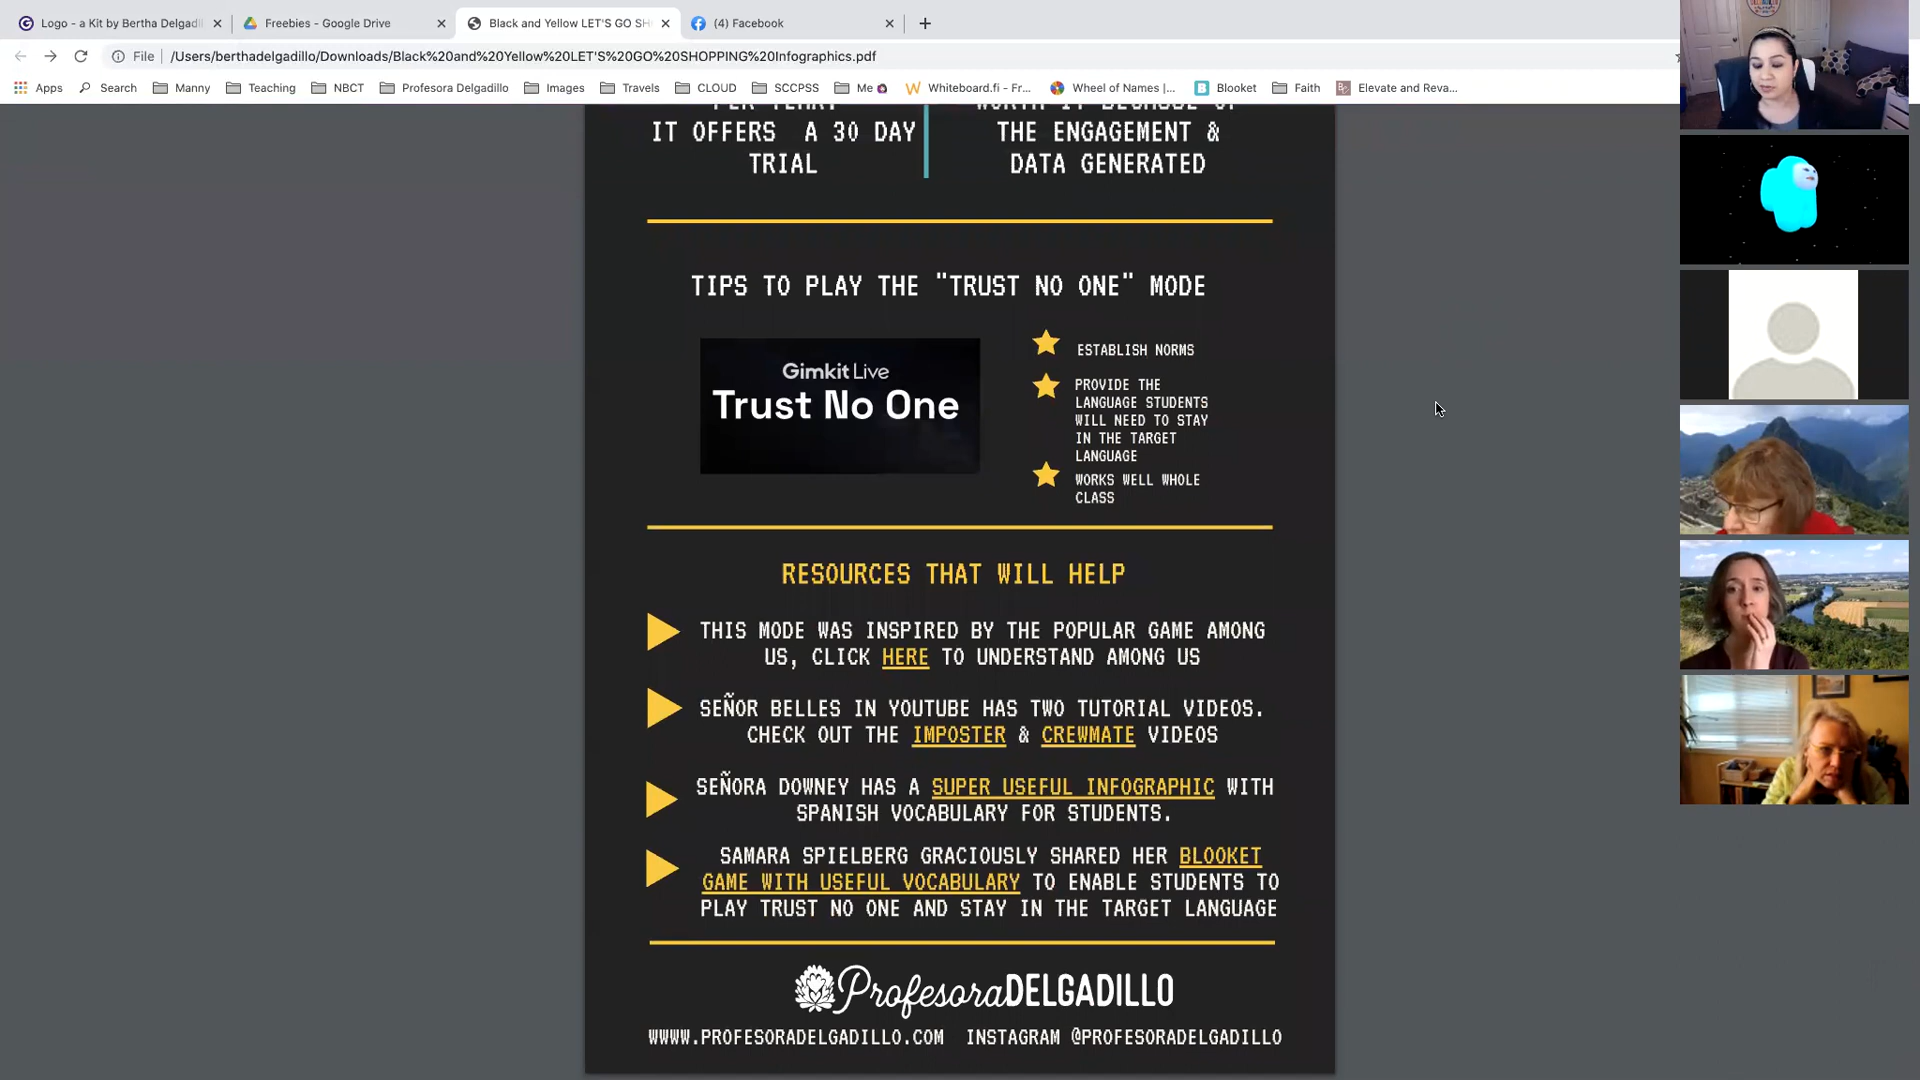 Logo - a Kit by Bertha Delgadil
Freebies - Google Drive
Black and Yellow LET'S GO SH
(4) Facebook
File
/Users/berthadelgadillo/Downloads/Black%20and%20Yellow%20LET'S%20GO%20SHOPPING%20Infographics.pdf
Apps
Search
Manny
Teaching
NBCT
Profesora Delgadillo
Images
Travels
CLOUD
SCCPSS
Me
Whiteboard.fi - Fr...
Wheel of Names |...
Blooket
Faith
Elevate and Reva...
IT OFFERS A 30 DAY
TRIAL
WORTH IT BECAUSE OF
THE ENGAGEMENT &
DATA GENERATED
TIPS TO PLAY THE "TRUST NO ONE" MODE
Gimkit Live
Trust No One
ESTABLISH NORMS
PROVIDE THE
LANGUAGE STUDENTS
WILL NEED TO STAY
IN THE TARGET
LANGUAGE
WORKS WELL WHOLE
CLASS
RESOURCES THAT WILL HELP
THIS MODE WAS INSPIRED BY THE POPULAR GAME AMONG
US, CLICK HERE TO UNDERSTAND AMONG US
SEÑOR BELLES IN YOUTUBE HAS TWO TUTORIAL VIDEOS.
CHECK OUT THE IMPOSTER & CREWMATE VIDEOS
SEÑORA DOWNEY HAS A SUPER USEFUL INFOGRAPHIC WITH
SPANISH VOCABULARY FOR STUDENTS.
SAMARA SPIELBERG GRACIOUSLY SHARED HER BLOOKET
GAME WITH USEFUL VOCABULARY TO ENABLE STUDENTS TO
PLAY TRUST NO ONE AND STAY IN THE TARGET LANGUAGE
Profesora DELGADILLO
WWW.PROFESORADELGADILLO.COM INSTAGRAM @PROFESORADELGADILLO